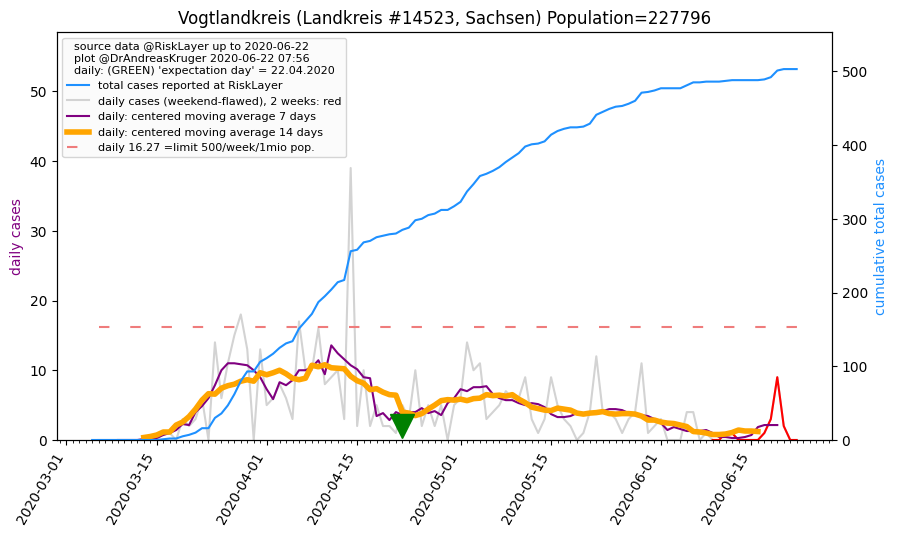 Vogtlandkreis (Landkreis #14523, Sachsen) Population=227796
source data @RiskLayer up to 2020-06-22
plot @DrAndreasKruger 2020-06-22 07:56
daily: (GREEN) 'expectation day' = 22.04.2020
total cases reported at RiskLayer
daily cases (weekend-flawed), 2 weeks: red
daily: centered moving average 7 days
daily: centered moving average 14 days
daily 16.27 =limit 500/week/1mio pop.
daily cases
50
40
30
20
10
0
cumulative total cases
500
400
300
200
100
0
2020-03-01
2020-03-15
2020-04-01
2020-04-15
2020-05-01
2020-05-15
2020-06-01
2020-06-15